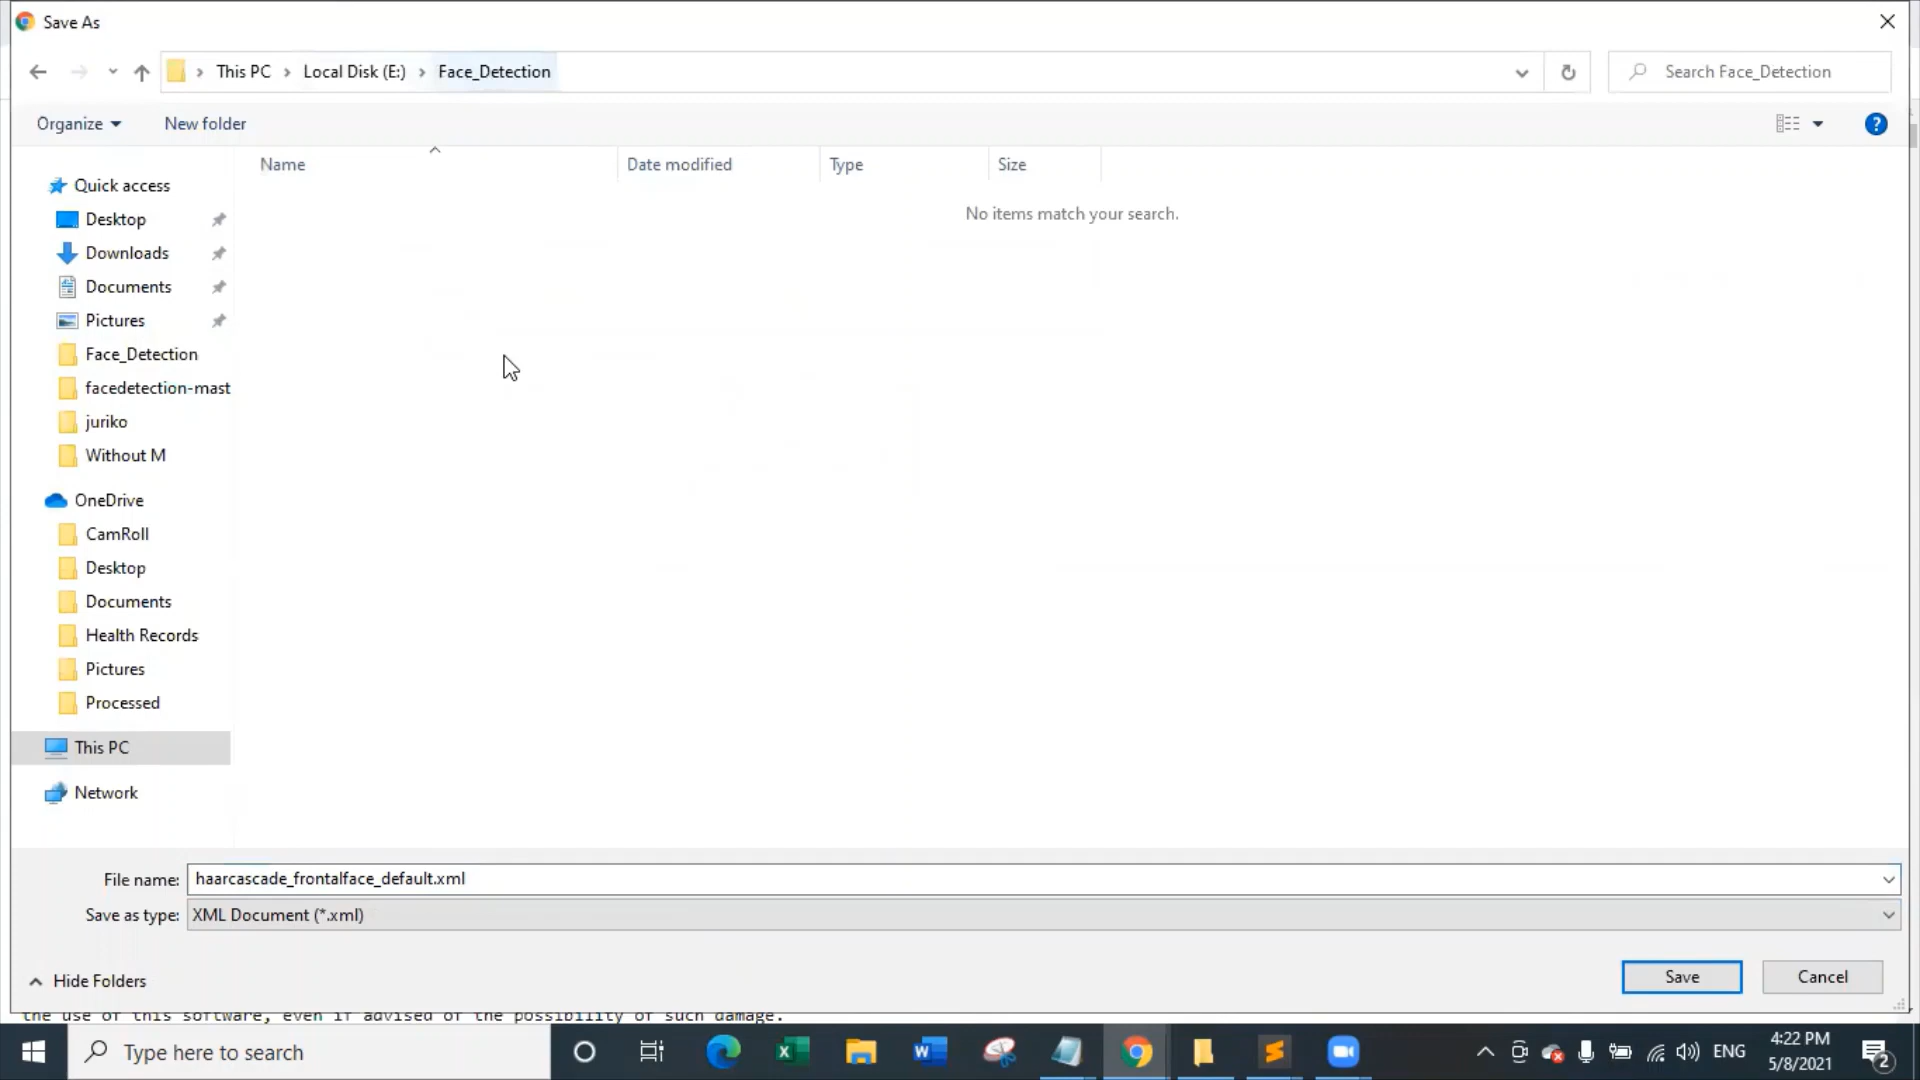 Save As
This PC
Local Disk (E:)
Face_Detection
Search Face_Detection
Organize
New folder
Name
Date modified
Type
Size
No items match your search.
Quick access
Desktop
Downloads
Documents
Pictures
Face_Detection
facedetection-mast
juriko
Without M
OneDrive
CamRoll
Desktop
Documents
Health Records
Pictures
Processed
This PC
Network
File name: haarcascade_frontalface_default.xml
Save as type: XML Document (*.xml)
Hide Folders
Save
Cancel
the use of this software, even if advised of the possibility of such damage.
Type here to search
ENG
4:22 PM
5/8/2021
2